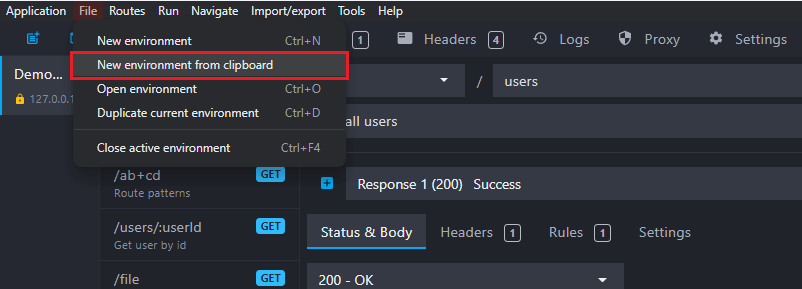 Application File Routes Run Navigate Import/export Tools Help
New environment Ctrl+N
New environment from clipboard
Open environment Ctrl+O
Duplicate current environment Ctrl+D
Close active environment Ctrl+F4
1 Headers 4 Logs Proxy Settings
Demo...
127.0.0.1
/ users
all users
/ab+cd GET
Route patterns
/users/:userId GET
Get user by id
/file GET
Response 1 (200) Success
Status & Body Headers 1 Rules 1 Settings
200 - OK